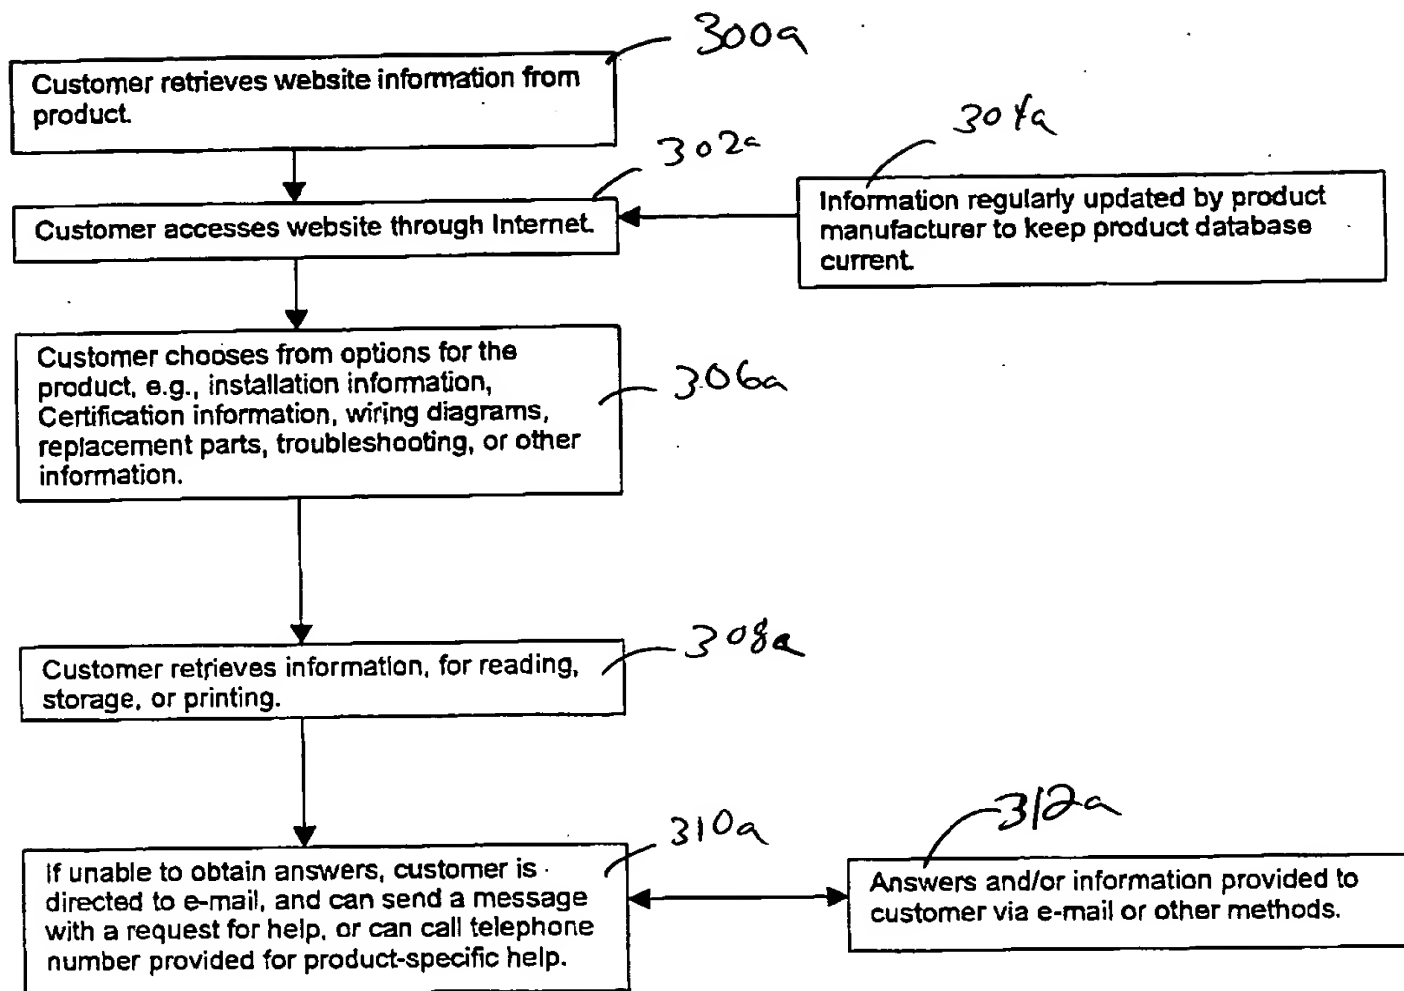 300a
Customer retrieves website information from
product.
302a
304a
Customer accesses website through Internet.
Information regularly updated by product
manufacturer to keep product database
current.
Customer chooses from options for the
product, e.g., installation information,
Certification information, wiring diagrams,
replacement parts, troubleshooting, or other
information.
306a
Customer retrieves information, for reading,
storage, or printing.
308a
310a
312a
If unable to obtain answers, customer is
directed to e-mail, and can send a message
with a request for help, or can call telephone
number provided for product-specific help.
Answers and/or information provided to
customer via e-mail or other methods.